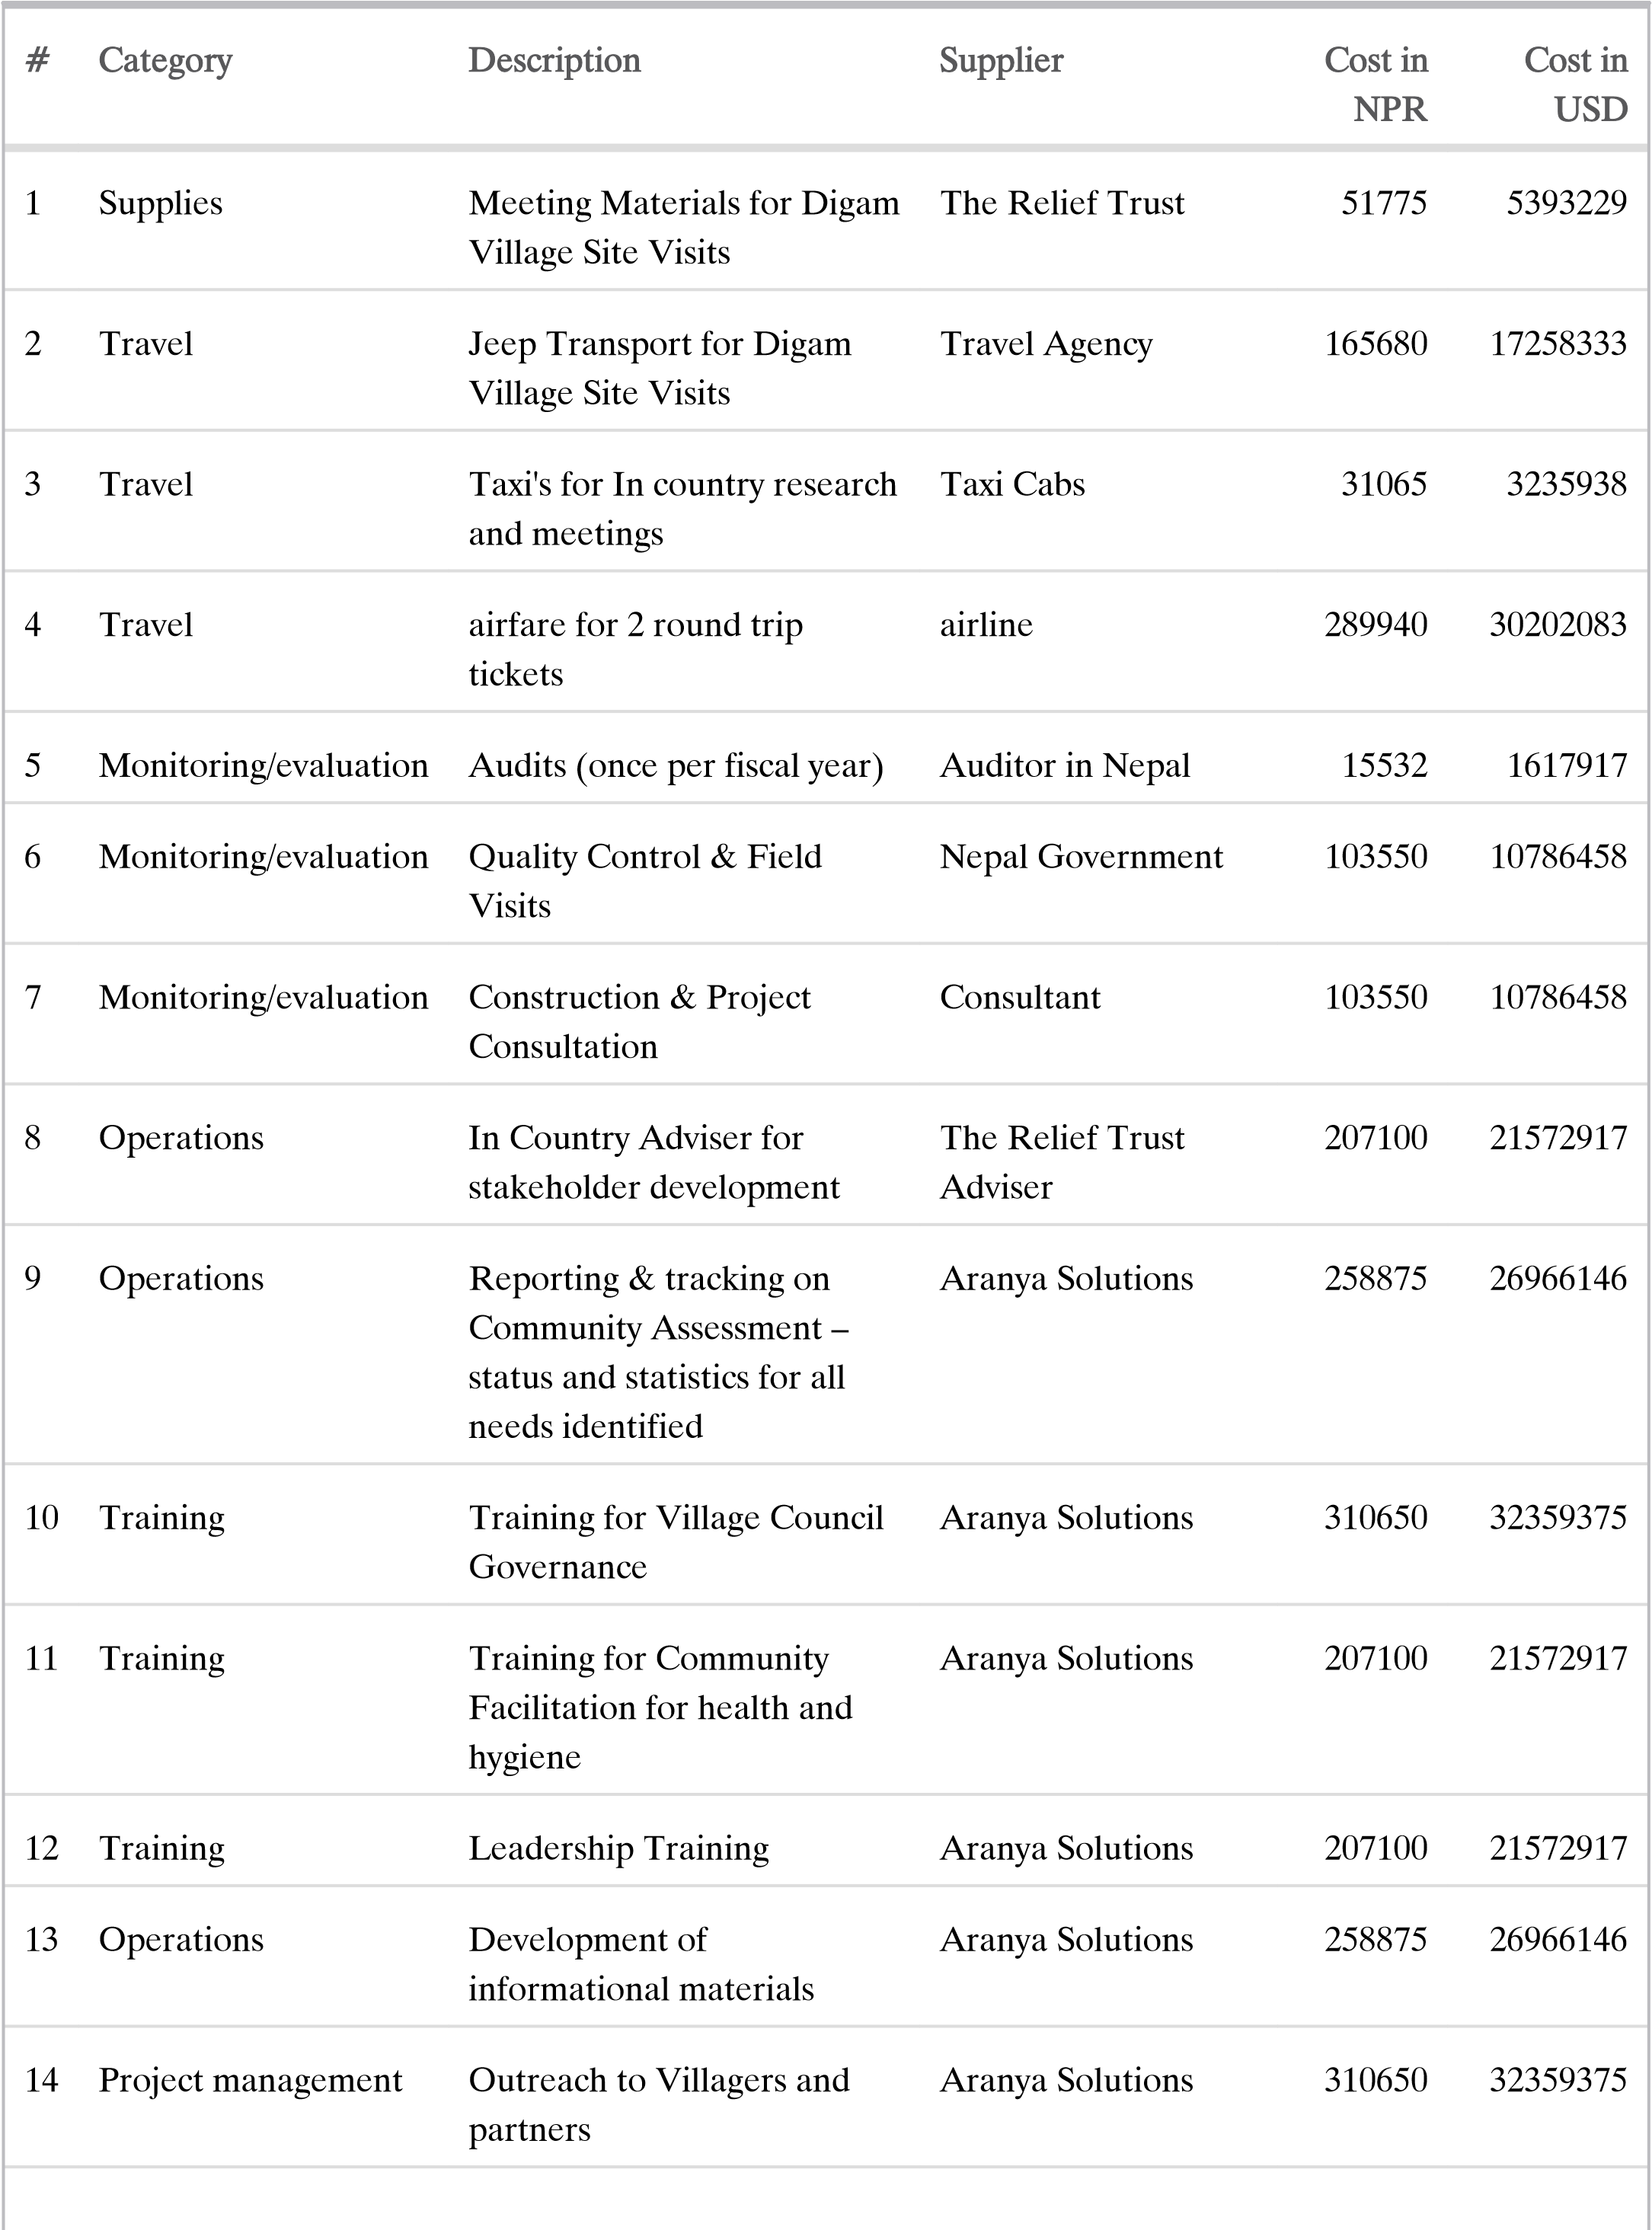 # Category Description Supplier Cost in Cost in
NPR USD
1 Supplies Meeting Materials for Digam The Relief Trust 51775 5393229
Village Site Visits
2 Travel Jeep Transport for Digam Travel Agency 165680 17258333
Village Site Visits
3 Travel Taxi's for In country research Taxi Cabs 31065 3235938
and meetings
4 Travel airfare for 2 round trip airline 289940 30202083
tickets
5 Monitoring/evaluation Audits (once per fiscal year) Auditor in Nepal 15532 1617917
6 Monitoring/evaluation Quality Control & Field Nepal Government 103550 10786458
Visits
7 Monitoring/evaluation Construction & Project Consultant 103550 10786458
Consultation
8 Operations In Country Adviser for The Relief Trust 207100 21572917
stakeholder development Adviser
9 Operations Reporting & tracking on Aranya Solutions 258875 26966146
Community Assessment –
status and statistics for all
needs identified
10 Training Training for Village Council Aranya Solutions 310650 32359375
Governance
11 Training Training for Community Aranya Solutions 207100 21572917
Facilitation for health and
hygiene
12 Training Leadership Training Aranya Solutions 207100 21572917
13 Operations Development of Aranya Solutions 258875 26966146
informational materials
14 Project management Outreach to Villagers and Aranya Solutions 310650 32359375
partners